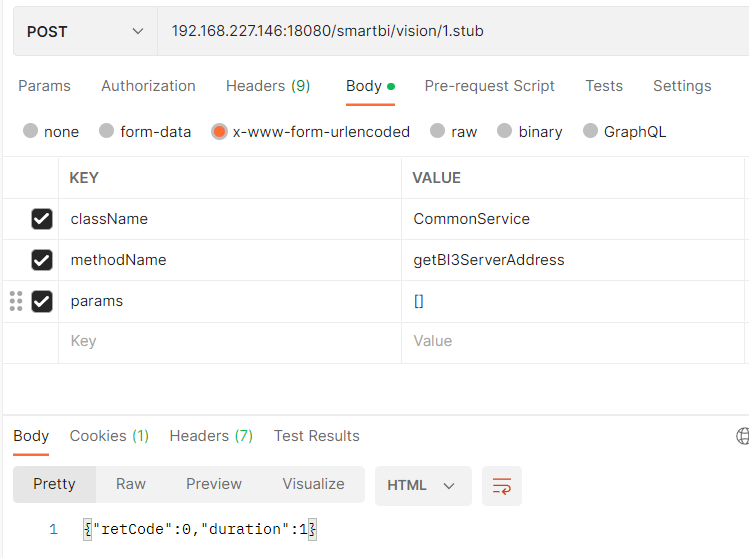 POST 192.168.227.146:18080/smartbi/vision/1.stub
Params Authorization Headers (9) Body Pre-request Script Tests Settings
none form-data x-www-form-urlencoded raw binary GraphQL
KEY VALUE
className CommonService
methodName getBI3ServerAddress
params []
Key Value
Body Cookies (1) Headers (7) Test Results
Pretty Raw Preview Visualize HTML
1 {"retCode":0,"duration":1}